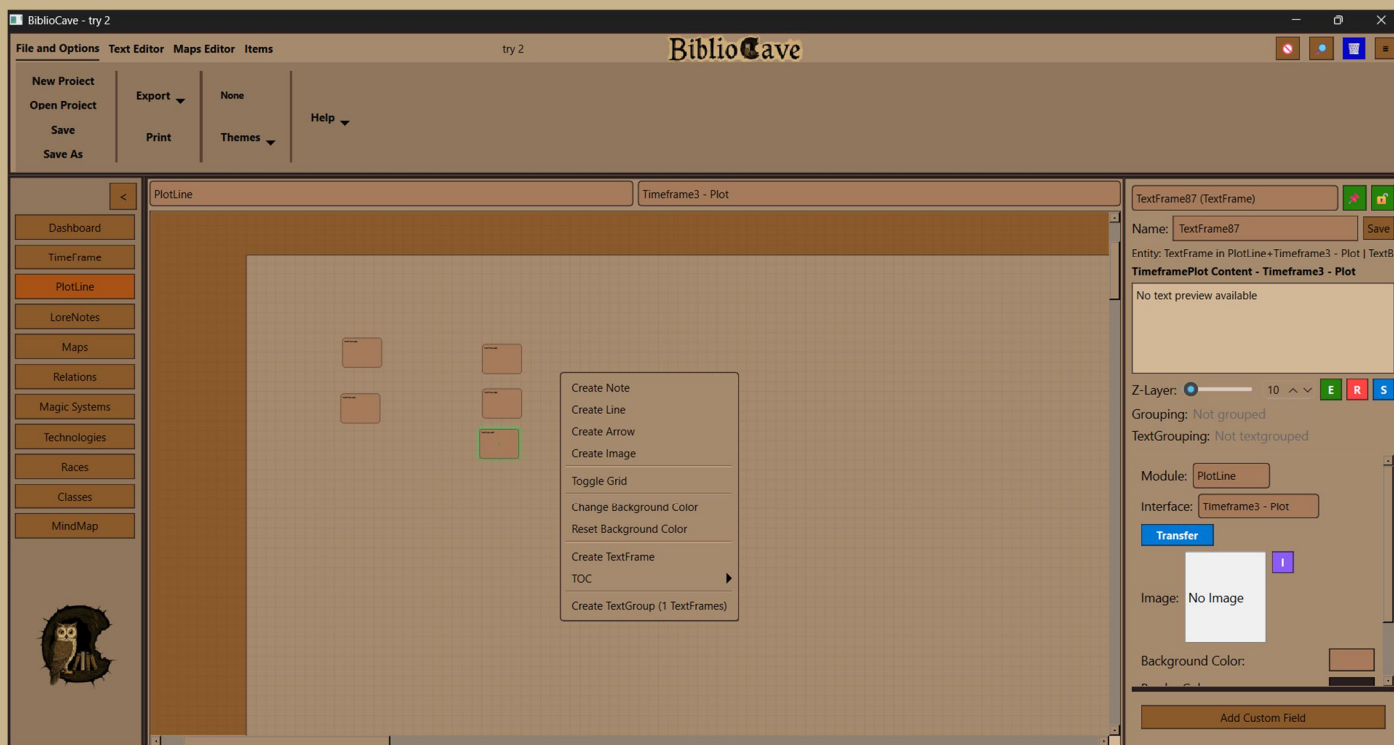 BiblioCave - try 2
File and Options Text Editor Maps Editor Items
try 2
BiblioCave
New Project
Open Project
Save
Save As
Export
Print
None
Themes
Help
<
Dashboard
TimeFrame
PlotLine
LoreNotes
Maps
Relations
Magic Systems
Technologies
Races
Classes
MindMap
PlotLine
Timeframe3 - Plot
Create Note
Create Line
Create Arrow
Create Image
Toggle Grid
Change Background Color
Reset Background Color
Create TextFrame
TOC
Create TextGroup (1 TextFrames)
TextFrame87 (TextFrame)
Name: TextFrame87 Save
Entity: TextFrame in PlotLine+Timeframe3 - Plot | TextB
TimeframePlot Content - Timeframe3 - Plot
No text preview available
Z-Layer: 10 E R S
Grouping: Not grouped
TextGrouping: Not textgrouped
Module: PlotLine
Interface: Timeframe3 - Plot
Transfer
I
Image: No Image
Background Color:
Add Custom Field